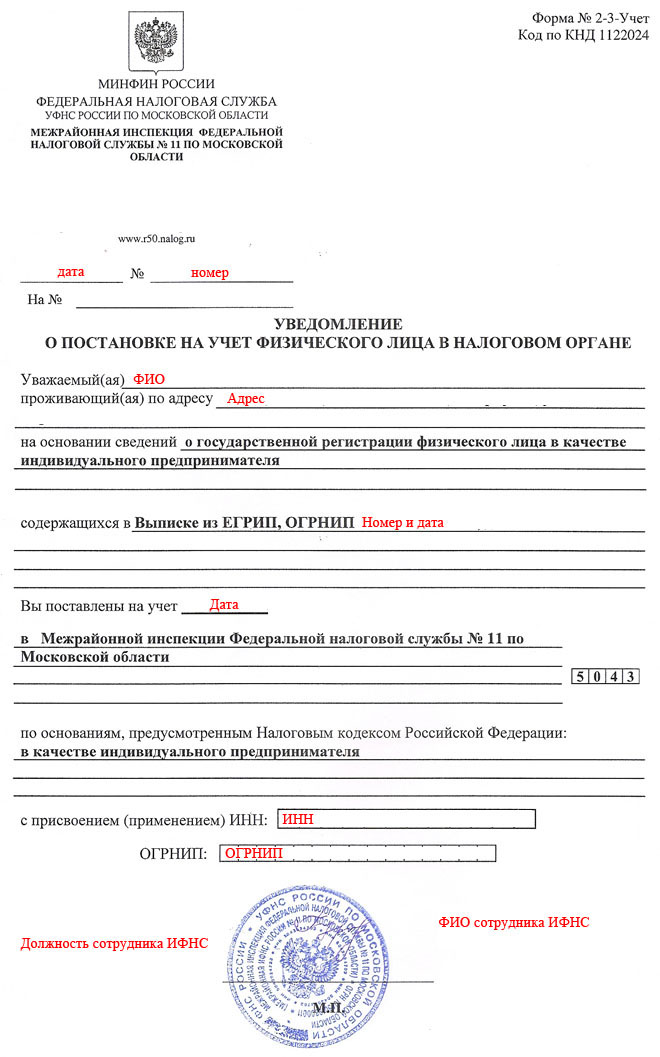 Форма № 2-3-Учет
Код по КНД 1122024
МИНФИН РОССИИ
ФЕДЕРАЛЬНАЯ НАЛОГОВАЯ СЛУЖБА
УФНС РОССИИ ПО МОСКОВСКОЙ ОБЛАСТИ
МЕЖРАЙОННАЯ ИНСПЕКЦИЯ ФЕДЕРАЛЬНОЙ
НАЛОГОВОЙ СЛУЖБЫ № 11 ПО МОСКОВСКОЙ
ОБЛАСТИ
www.r50.nalog.ru
дата № номер
На №
УВЕДОМЛЕНИЕ
О ПОСТАНОВКЕ НА УЧЕТ ФИЗИЧЕСКОГО ЛИЦА В НАЛОГОВОМ ОРГАНЕ
Уважаемый(ая) ФИО
проживающий(ая) по адресу Адрес
на основании сведений о государственной регистрации физического лица в качестве
индивидуального предпринимателя
содержащихся в Выписке из ЕГРИП, ОГРНИП Номер и дата
Вы поставлены на учет Дата
в Межрайонной инспекции Федеральной налоговой службы № 11 по
Московской области
5043
по основаниям, предусмотренным Налоговым кодексом Российской Федерации:
в качестве индивидуального предпринимателя
с присвоением (применением) ИНН: ИНН
ОГРНИП: ОГРНИП
ФИО сотрудника ИФНС
Должность сотрудника ИФНС
УФНС РОССИИ ПО МОСКОВСКОЙ ОБЛАСТИ
М.П.